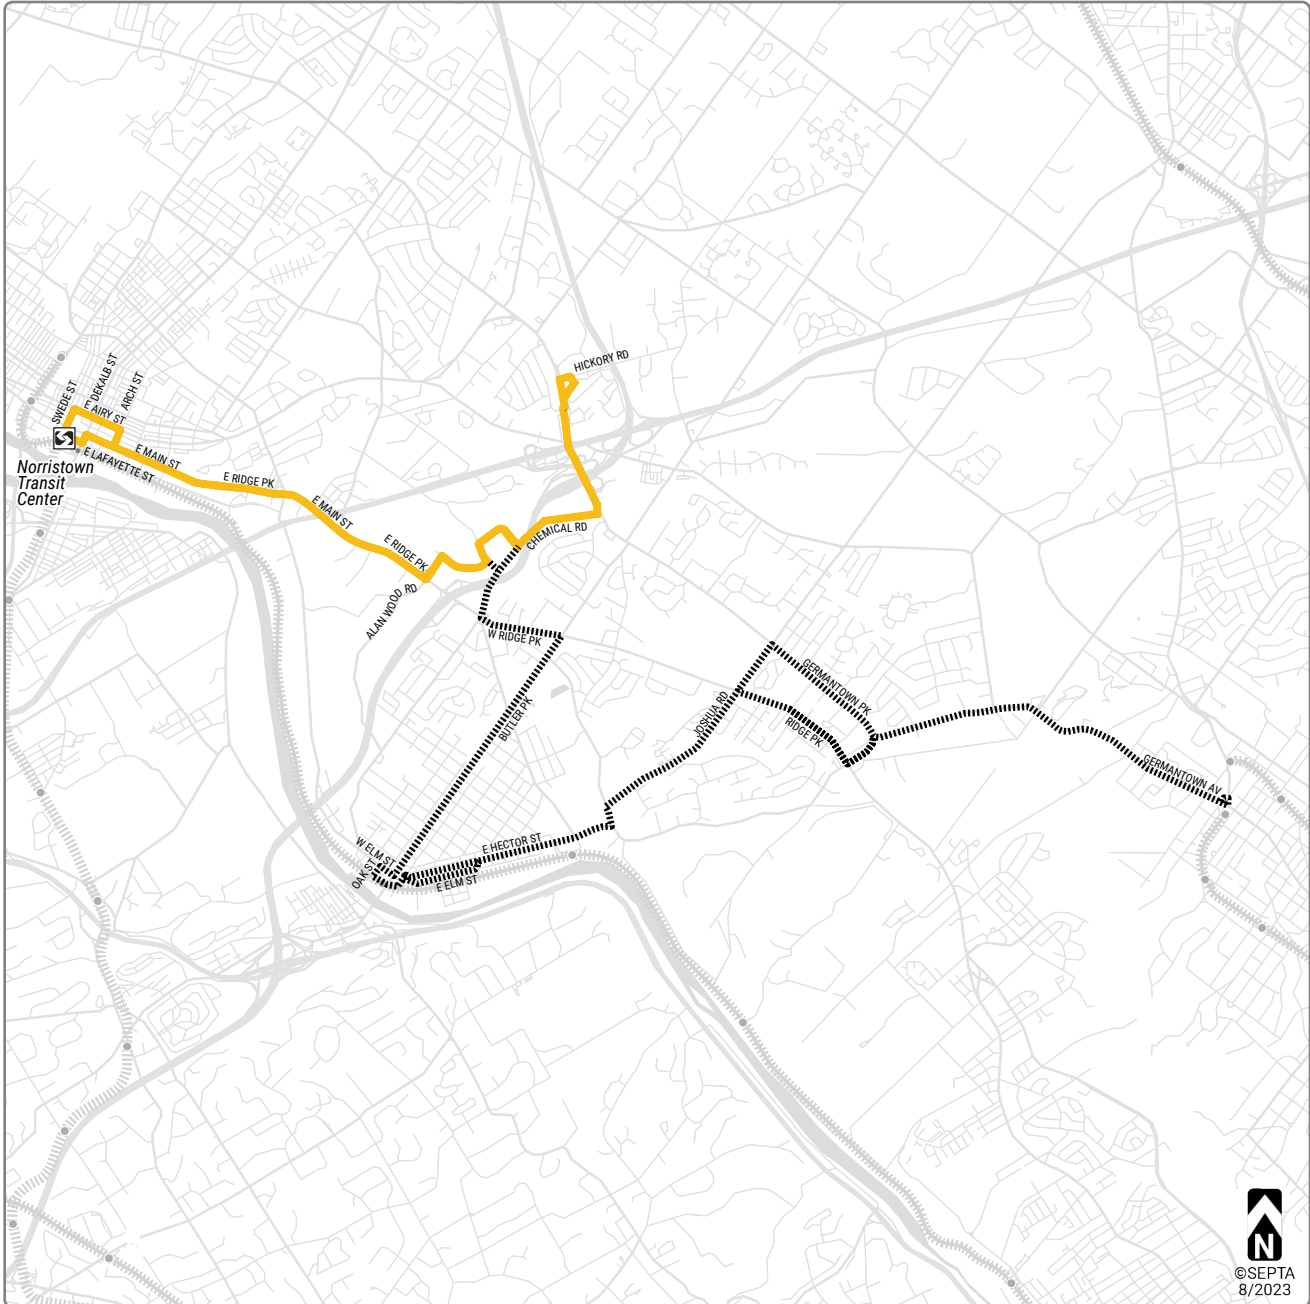 HICKORY RD
SWEDE ST
DEKALB ST
ARCH ST
E AIRY ST
E MAIN ST
E LAFAYETTE ST
Norristown
Transit
Center
E RIDGE PK
E MAIN ST
E RIDGE PK
CHEMICAL RD
ALAN WOOD RD
W RIDGE PK
BUTLER PK
GERMANTOWN PK
JOSHUA RD
RIDGE PK
GERMANTOWN AV
W ELM ST
OAK ST
E HECTOR ST
E ELM ST
N
©SEPTA
8/2023